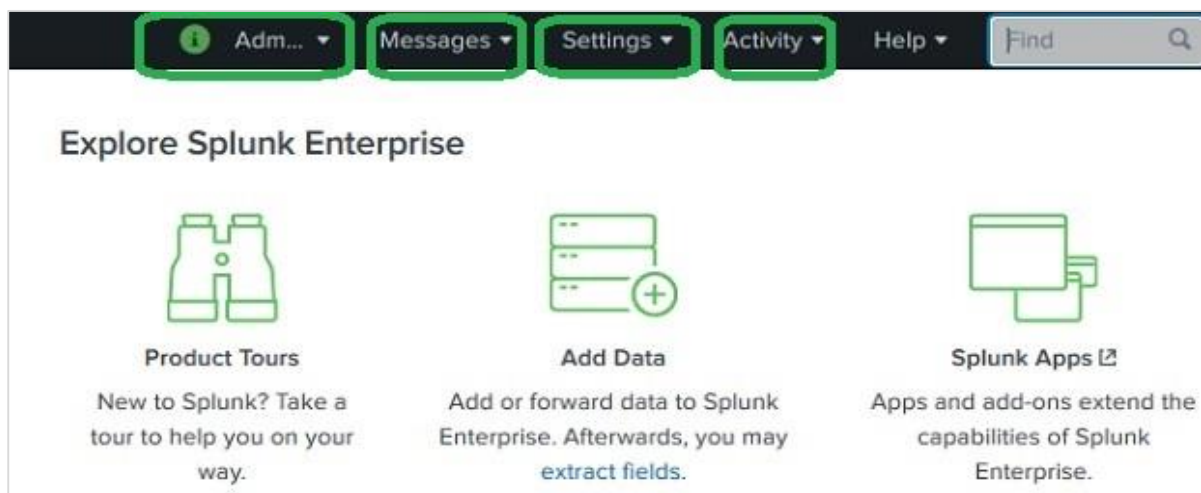 Adm... Messages Settings Activity Help Find
Explore Splunk Enterprise
Product Tours
New to Splunk? Take a
tour to help you on your
way.
Add Data
Add or forward data to Splunk
Enterprise. Afterwards, you may
extract fields.
Splunk Apps
Apps and add-ons extend the
capabilities of Splunk
Enterprise.